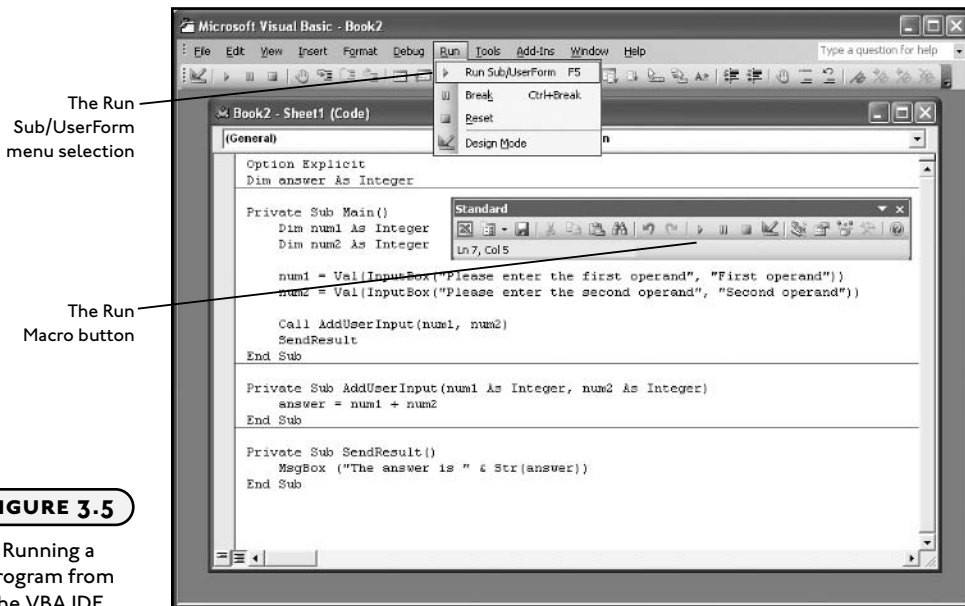 Microsoft Visual Basic - Book2
File Edit View Insert Format Debug Run Tools Add-Ins Window Help
Type a question for help
Run Sub/UserForm F5
Break Ctrl+Break
Reset
Design Mode
The Run
Sub/UserForm
menu selection
Book2 - Sheet1 (Code)
(General)
n
Option Explicit
Dim answer As Integer
Private Sub Main()
Dim num1 As Integer
Dim num2 As Integer
Standard
Ln 7, Col 5
num1 = Val(InputBox("Please enter the first operand", "First operand"))
num2 = Val(InputBox("Please enter the second operand", "Second operand"))
The Run
Macro button
Call AddUserInput(num1, num2)
SendResult
End Sub
Private Sub AddUserInput(num1 As Integer, num2 As Integer)
answer = num1 + num2
End Sub
Private Sub SendResult()
MsgBox ("The answer is " & Str(answer))
End Sub
IGURE 3.5
Running a
rogram from
he VBA IDE